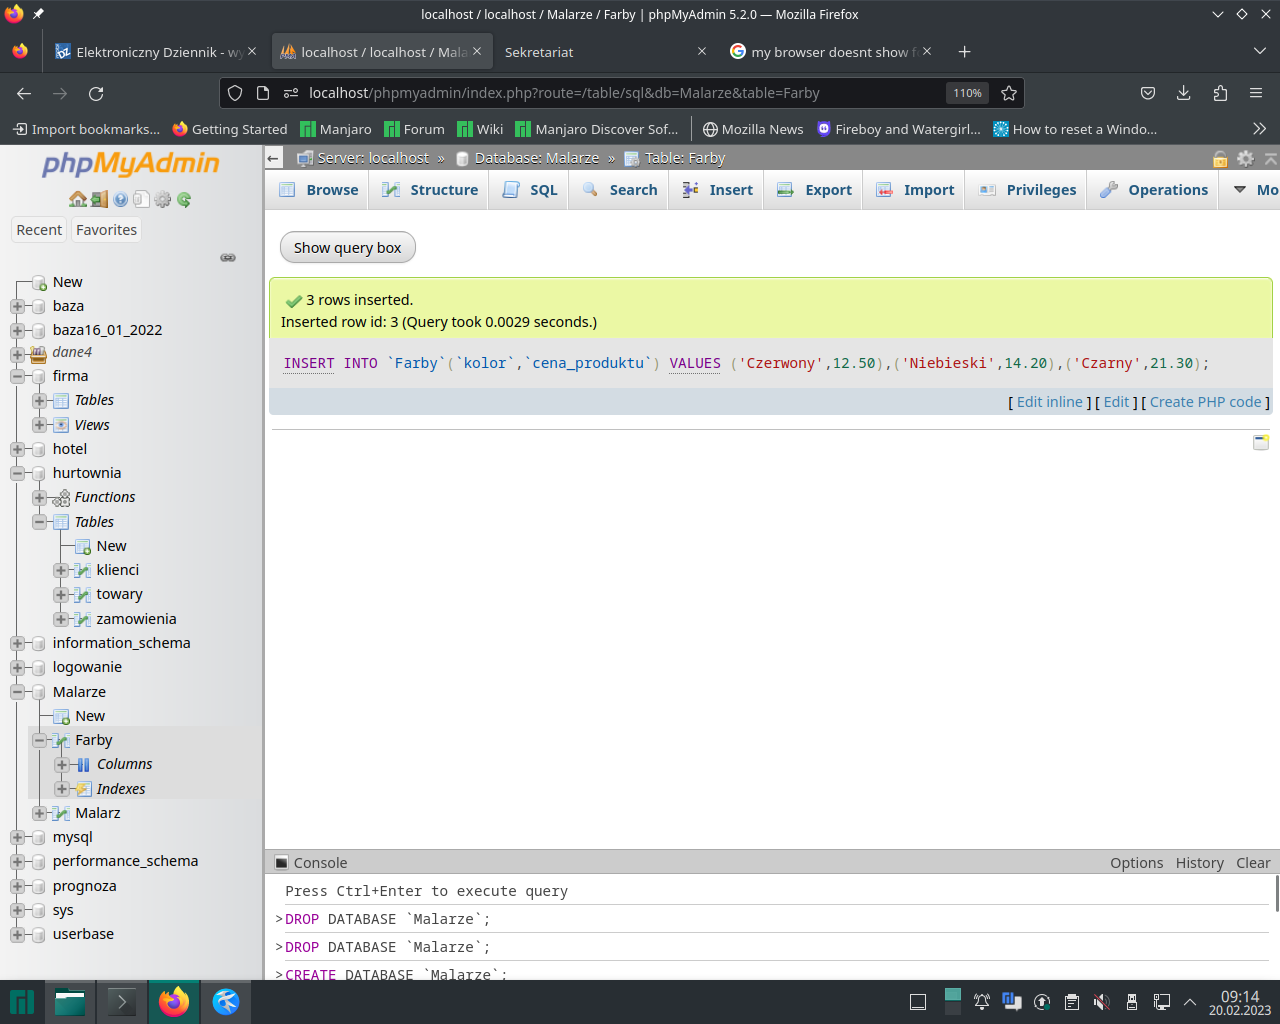 localhost / localhost / Malarze / Farby | phpMyAdmin 5.2.0 — Mozilla Firefox
Elektroniczny Dziennik - wy
localhost / localhost / Mala
Sekretariat
my browser doesnt show f
localhost/phpmyadmin/index.php?route=/table/sql&db=Malarze&table=Farby
110%
Import bookmarks...
Getting Started
Manjaro
Forum
Wiki
Manjaro Discover Sof...
Mozilla News
Fireboy and Watergirl...
How to reset a Windo...
phpMyAdmin
Recent
Favorites
New
baza
baza16_01_2022
dane4
firma
Tables
Views
hotel
hurtownia
Functions
Tables
New
klienci
towary
zamowienia
information_schema
logowanie
Malarze
New
Farby
Columns
Indexes
Malarz
mysql
performance_schema
prognoza
sys
userbase
Server: localhost » Database: Malarze » Table: Farby
Browse
Structure
SQL
Search
Insert
Export
Import
Privileges
Operations
Mo
Show query box
3 rows inserted.
Inserted row id: 3 (Query took 0.0029 seconds.)
INSERT INTO `Farby`(`kolor`,`cena_produktu`) VALUES ('Czerwony',12.50),('Niebieski',14.20),('Czarny',21.30);
[ Edit inline ] [ Edit ] [ Create PHP code ]
Console
Options
History
Clear
Press Ctrl+Enter to execute query
>DROP DATABASE `Malarze`;
>DROP DATABASE `Malarze`;
>CREATE DATABASE `Malarze`;
09:14
20.02.2023